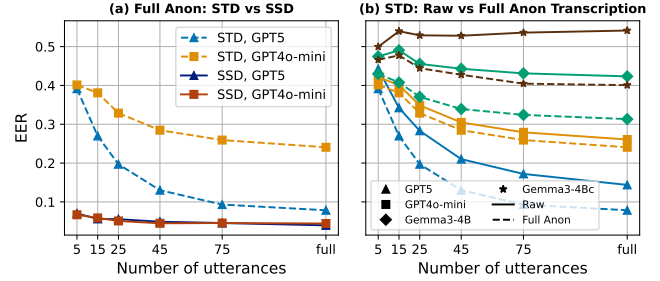 (a) Full Anon: STD vs SSD
STD, GPT5
STD, GPT4o-mini
SSD, GPT5
SSD, GPT4o-mini
EER
0.5
0.4
0.3
0.2
0.1
5 15 25 45 75 full
Number of utterances
(b) STD: Raw vs Full Anon Transcription
GPT5
GPT4o-mini
Gemma3-4B
Gemma3-4Bc
Raw
Full Anon
5 15 25 45 75 full
Number of utterances